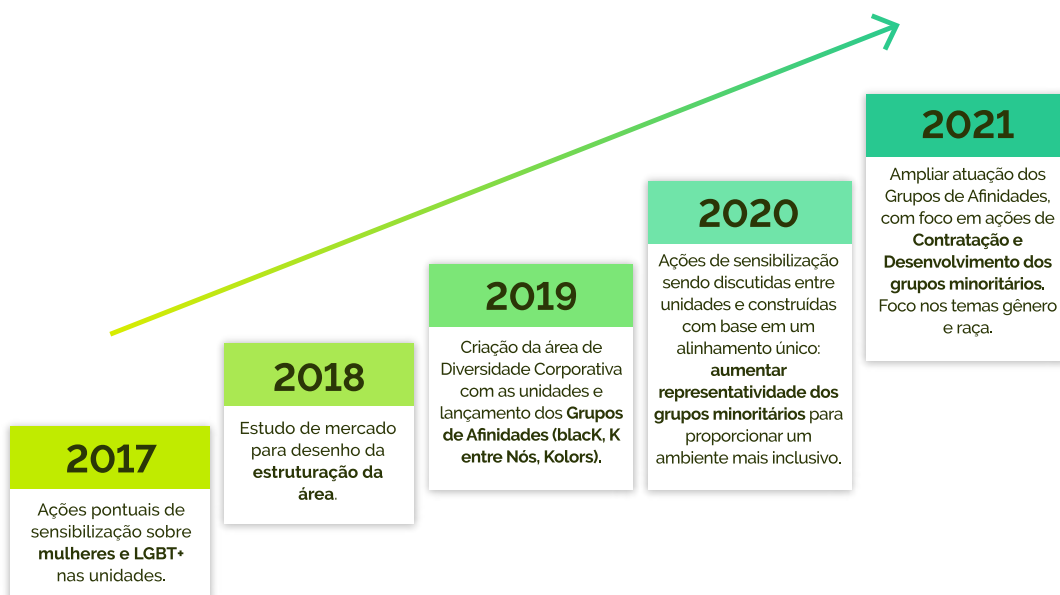 2017
Ações pontuais de
sensibilização sobre
mulheres e LGBT+
nas unidades.
2018
Estudo de mercado
para desenho da
estruturação da
área.
2019
Criação da área de
Diversidade Corporativa
com as unidades e
lançamento dos Grupos
de Afinidades (blacK, K
entre Nós, Kolors).
2020
Ações de sensibilização
sendo discutidas entre
unidades e construídas
com base em um
alinhamento único:
aumentar
representatividade dos
grupos minoritários para
proporcionar um
ambiente mais inclusivo.
2021
Ampliar atuação dos
Grupos de Afinidades,
com foco em ações de
Contratação e
Desenvolvimento dos
grupos minoritários.
Foco nos temas gênero
e raça.